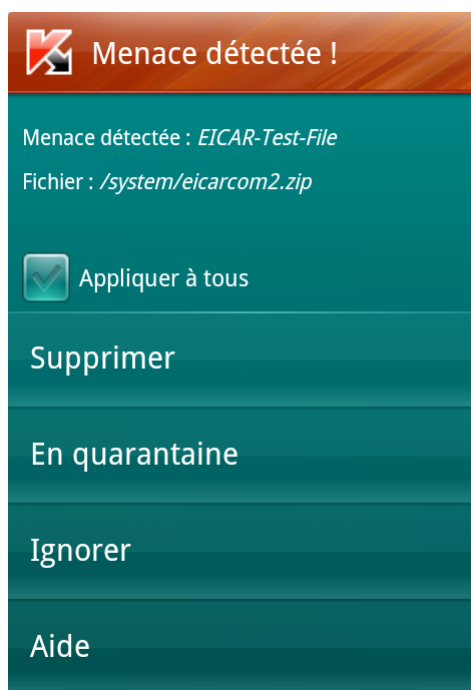 Menace détectée !
Menace détectée : EICAR-Test-File
Fichier : /system/eicarcom2.zip
Appliquer à tous
Supprimer
En quarantaine
Ignorer
Aide